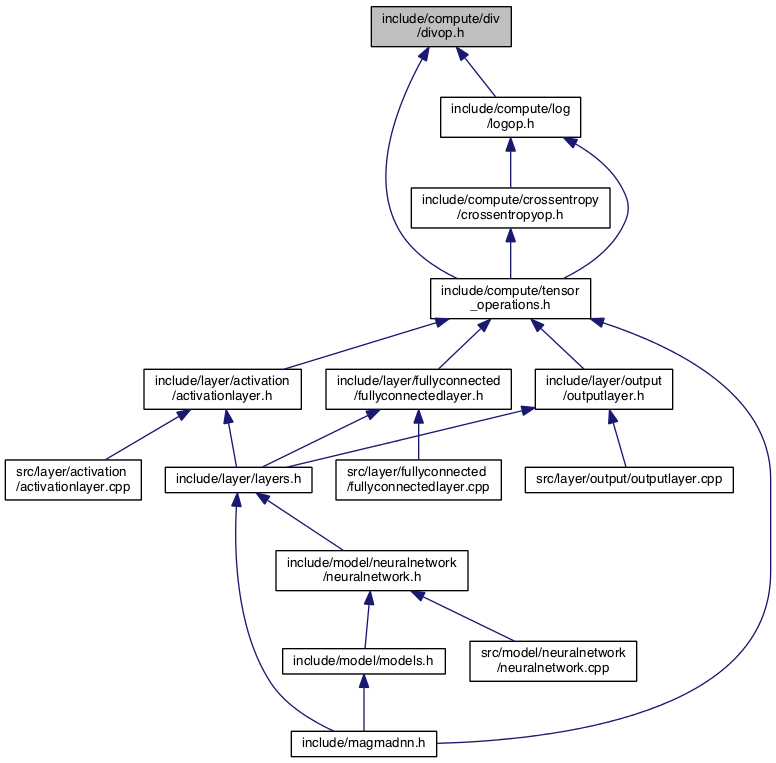 include/compute/div
/divop.h
include/compute/log
/logop.h
include/compute/crossentropy
/crossentropyop.h
include/compute/tensor
_operations.h
include/layer/activation
/activationlayer.h
include/layer/fullyconnected
/fullyconnectedlayer.h
include/layer/output
/outputlayer.h
src/layer/activation
/activationlayer.cpp
include/layer/layers.h
src/layer/fullyconnected
/fullyconnectedlayer.cpp
src/layer/output/outputlayer.cpp
include/model/neuralnetwork
/neuralnetwork.h
include/model/models.h
src/model/neuralnetwork
/neuralnetwork.cpp
include/magmadnn.h